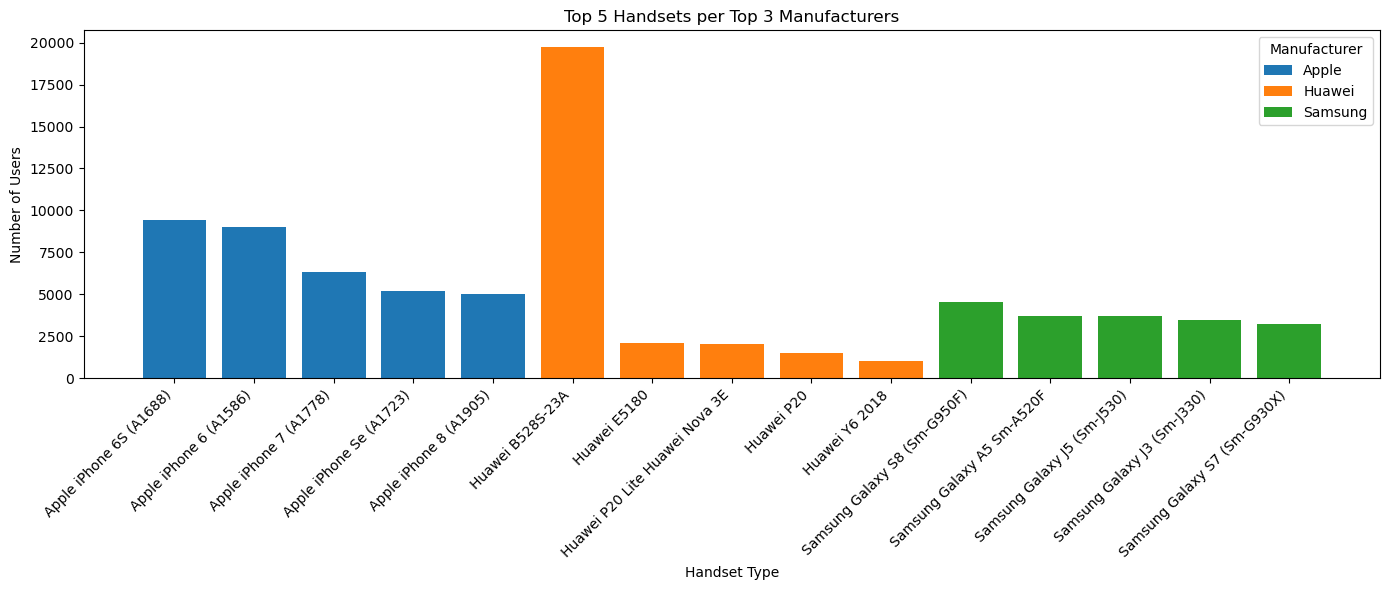 Top 5 Handsets per Top 3 Manufacturers
Manufacturer
Apple
Huawei
Samsung
Number of Users
20000
17500
15000
12500
10000
7500
5000
2500
0
Apple iPhone 6S (A1688)
Apple iPhone 6 (A1586)
Apple iPhone 7 (A1778)
Apple iPhone Se (A1723)
Apple iPhone 8 (A1905)
Huawei B528S-23A
Huawei E5180
Huawei P20 Lite Huawei Nova 3E
Huawei P20
Huawei Y6 2018
Samsung Galaxy S8 (Sm-G950F)
Samsung Galaxy A5 Sm-A520F
Samsung Galaxy J5 (Sm-J530)
Samsung Galaxy J3 (Sm-J330)
Samsung Galaxy S7 (Sm-G930X)
Handset Type